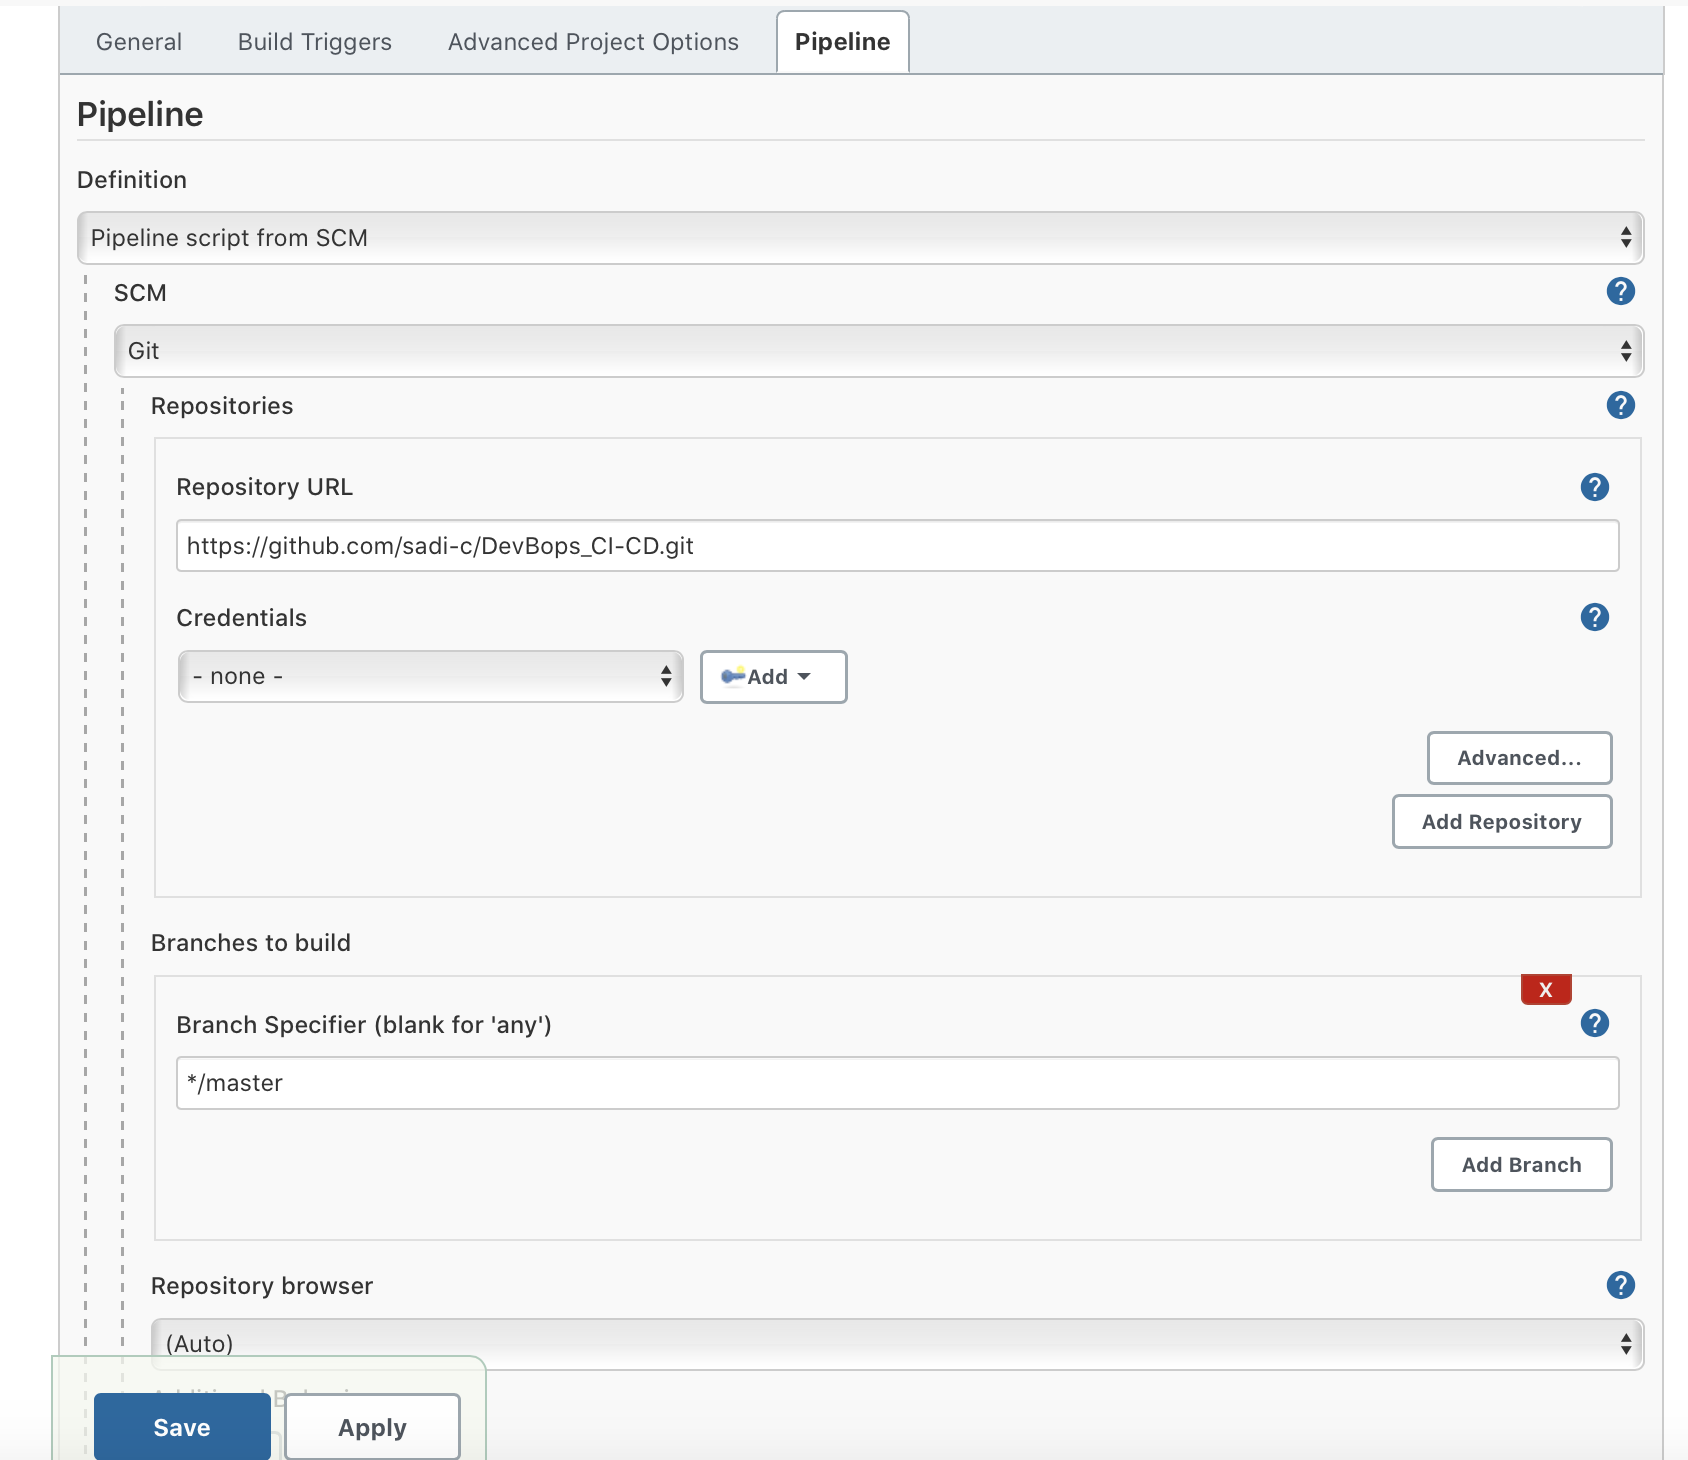 General Build Triggers Advanced Project Options Pipeline
Pipeline
Definition
Pipeline script from SCM
SCM
?
Git
Repositories
?
Repository URL
?
https://github.com/sadi-c/DevBops_CI-CD.git
Credentials
?
- none -
Add
Advanced...
Add Repository
Branches to build
X
Branch Specifier (blank for 'any')
?
*/master
Add Branch
Repository browser
?
(Auto)
Save Apply